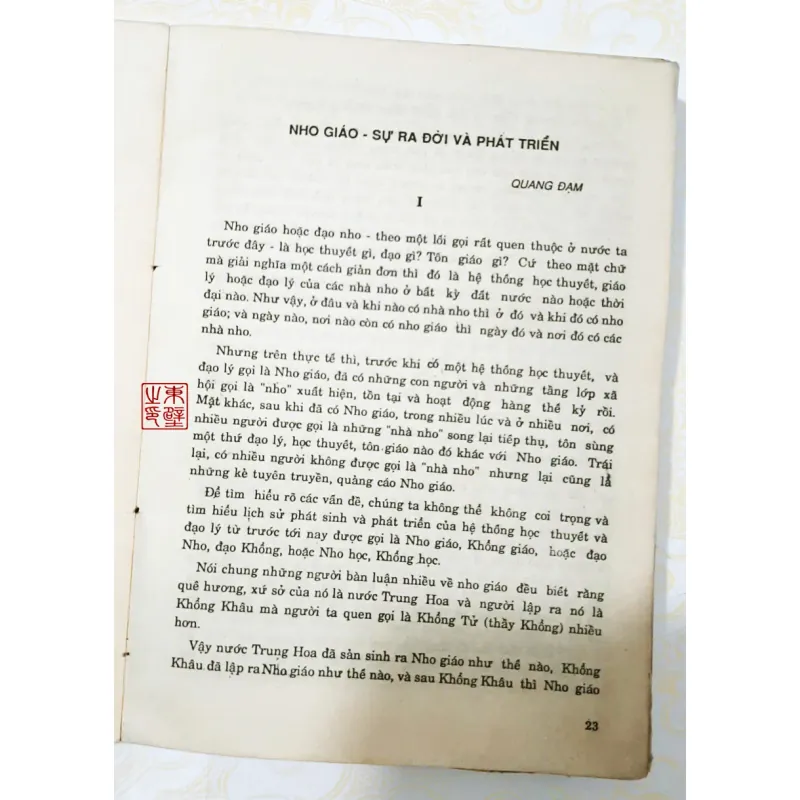 NHO GIÁO - SỰ RA ĐỜI VÀ PHÁT TRIỂN
QUANG ĐẠM
I
Nho giáo hoặc đạo nho - theo một lối gọi rất quen thuộc ở nước ta
trước đây - là học thuyết gì, đạo gì? Tôn giáo gì? Cứ theo mặt chữ
mà giải nghĩa một cách giản đơn thì đó là hệ thống học thuyết, giáo
lý hoặc đạo lý của các nhà nho ở bất kỳ đất nước nào hoặc thời
đại nào. Như vậy, ở đâu và khi nào có nhà nho thì ở đó và khi đó có nho
giáo; và ngày nào, nơi nào còn có nho giáo thì ngày đó và nơi đó có các
nhà nho.
Nhưng trên thực tế thì, trước khi có một hệ thống học thuyết, và
đạo lý gọi là Nho giáo, đã có những con người và những tầng lớp xã
hội gọi là "nho" xuất hiện, tồn tại và hoạt động hàng thế kỷ rồi.
Mặt khác, sau khi đã có Nho giáo, trong nhiều lúc và ở nhiều nơi, có
nhiều người được gọi là những "nhà nho" song lại tiếp thụ, tôn sùng
một thứ đạo lý, học thuyết, tôn giáo nào đó khác với Nho giáo. Trái
lại, có nhiều người không được gọi là "nhà nho" nhưng lại cũng là
những kẻ tuyên truyền, quảng cáo Nho giáo.
Để tìm hiểu rõ các vấn đề, chúng ta không thể không coi trọng và
tìm hiểu lịch sử phát sinh và phát triển của hệ thống học thuyết và
đạo lý từ trước tới nay được gọi là Nho giáo, Khổng giáo, hoặc đạo
Nho, đạo Khổng, hoặc Nho học, Khổng học.
Nói chung những người bàn luận nhiều về nho giáo đều biết rằng
quê hương, xứ sở của nó là nước Trung Hoa và người lập ra nó là
Khổng Khâu mà người ta quen gọi là Khổng Tử (thầy Khổng) nhiều
hơn.
Vậy nước Trung Hoa đã sản sinh ra Nho giáo như thế nào, Khổng
Khâu đã lập ra Nho giáo như thế nào, và sau Khổng Khâu thì Nho giáo
23
東壁
之印